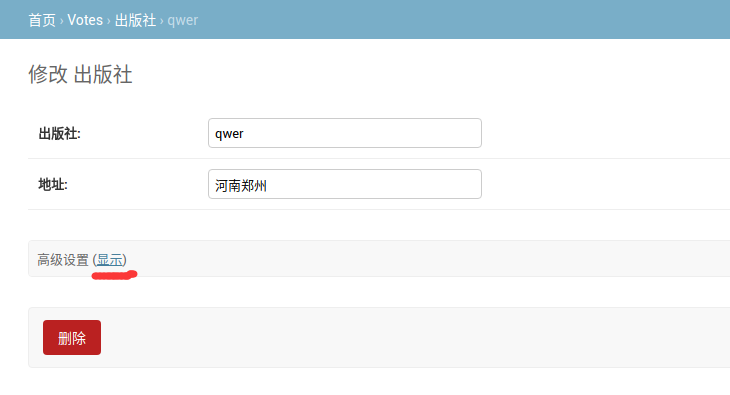 首页 › Votes › 出版社 › qwer
修改 出版社
出版社: qwer
地址: 河南郑州
高级设置 (显示)
删除